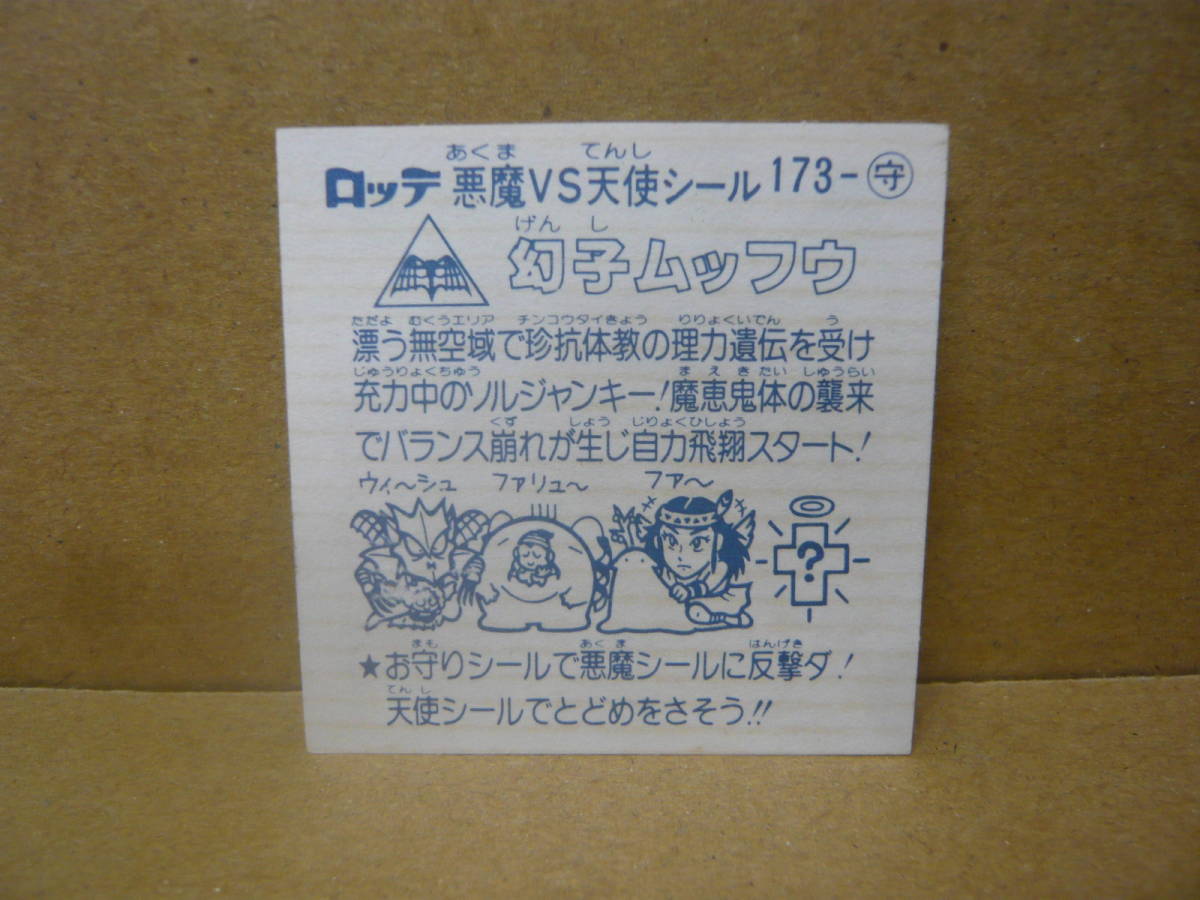 あくま てんし
ロッテ 悪魔VS天使シール 173-守
げんし
幻子ムッフウ
ただよ むくうエリア チンコウタイきょう りりょくいでん う
漂う無空域で珍抗体教の理力遺伝を受け
じゅうりょくちゅう まえきたい しゅうらい
充力中のソルジャンキー!魔恵鬼体の襲来
くず しょう じりょくひしょう
でバランス崩れが生じ自力飛翔スタート!
ウィ〜シュ ファリュ〜 ファ〜
?
まも あくま はんげき
★お守りシールで悪魔シールに反撃ダ!
てんし
天使シールでとどめをさそう!!